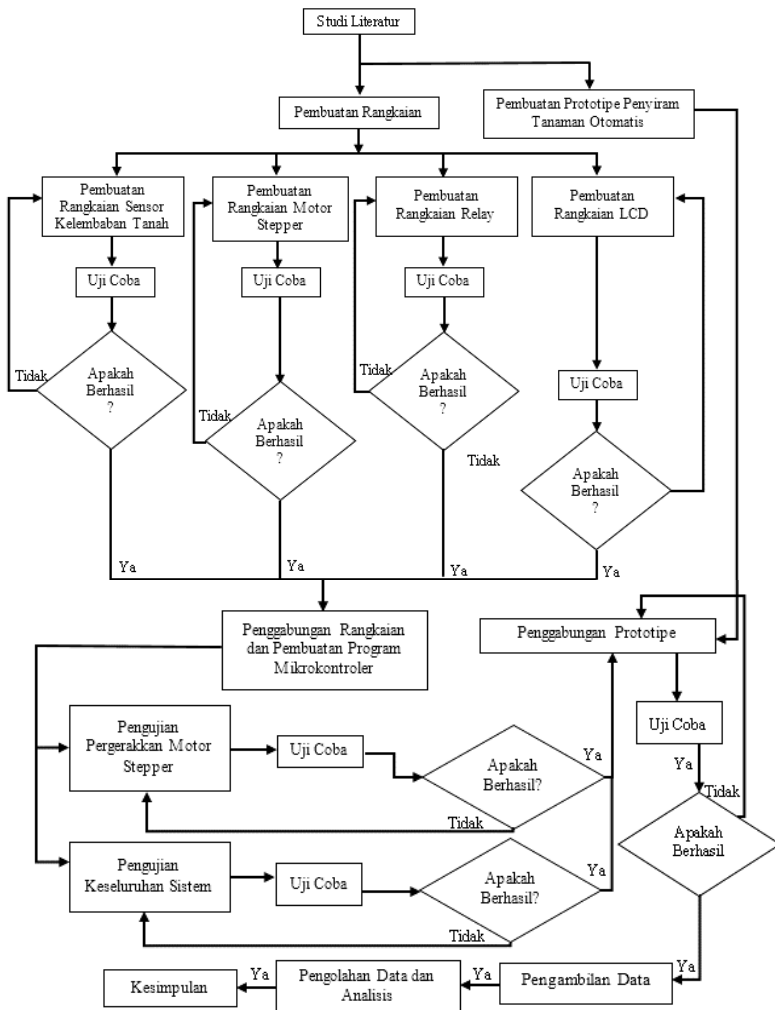 Studi Literatur
Pembuatan Rangkaian
Pembuatan Prototipe Penyiram
Tanaman Otomatis
Pembuatan
Rangkaian Sensor
Kelembaban Tanah
Pembuatan
Rangkaian Motor
Stepper
Pembuatan
Rangkaian Relay
Pembuatan
Rangkaian LCD
Uji Coba
Uji Coba
Uji Coba
Uji Coba
Tidak
Apakah
Berhasil
?
Tidak
Apakah
Berhasil
?
Tidak
Apakah
Berhasil
?
Tidak
Apakah
Berhasil
?
Ya
Ya
Ya
Ya
Penggabungan Rangkaian
dan Pembuatan Program
Mikrokontroler
Penggabungan Prototipe
Pengujian
Pergerakkan Motor
Stepper
Uji Coba
Apakah
Berhasil?
Ya
Tidak
Uji Coba
Ya
Tidak
Apakah
Berhasil
Pengujian
Keseluruhan Sistem
Uji Coba
Apakah
Berhasil?
Ya
Tidak
Ya
Pengambilan Data
Ya
Pengolahan Data dan
Analisis
Ya
Kesimpulan